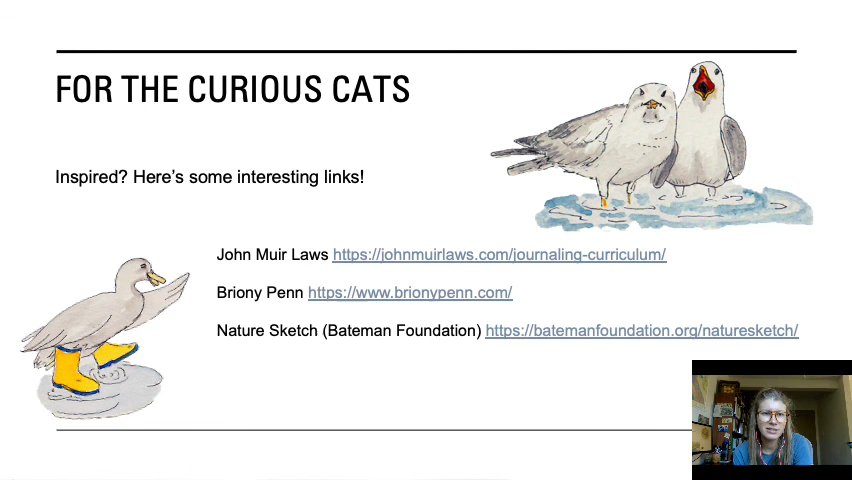 FOR THE CURIOUS CATS
Inspired? Here’s some interesting links!
John Muir Laws https://johnmuirlaws.com/journaling-curriculum/
Briony Penn https://www.brionypenn.com/
Nature Sketch (Bateman Foundation) https://batemanfoundation.org/naturesketch/